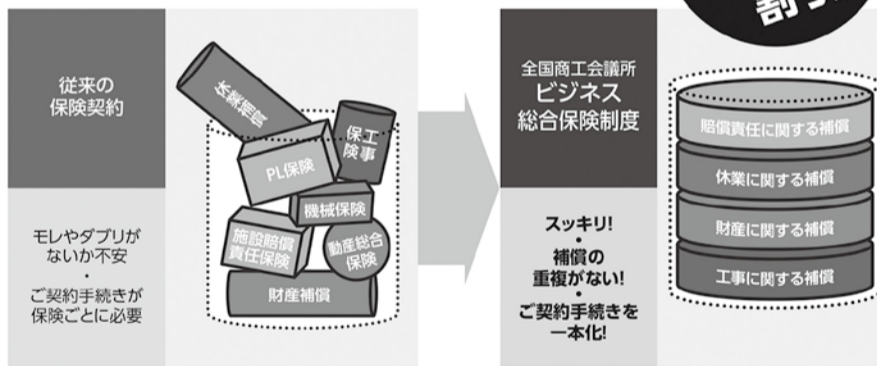 従来の
保険契約
モレやダブリが
ないか不安
・
ご契約手続きが
保険ごとに必要
休業補償
保険
工事
PL保険
機械保険
施設賠償
責任保険
動産総合
保険
財産補償
割引
全国商工会議所
ビジネス
総合保険制度
スッキリ!
・
補償の
重複がない!
・
ご契約手続きを
一本化!
賠償責任に関する補償
休業に関する補償
財産に関する補償
工事に関する補償